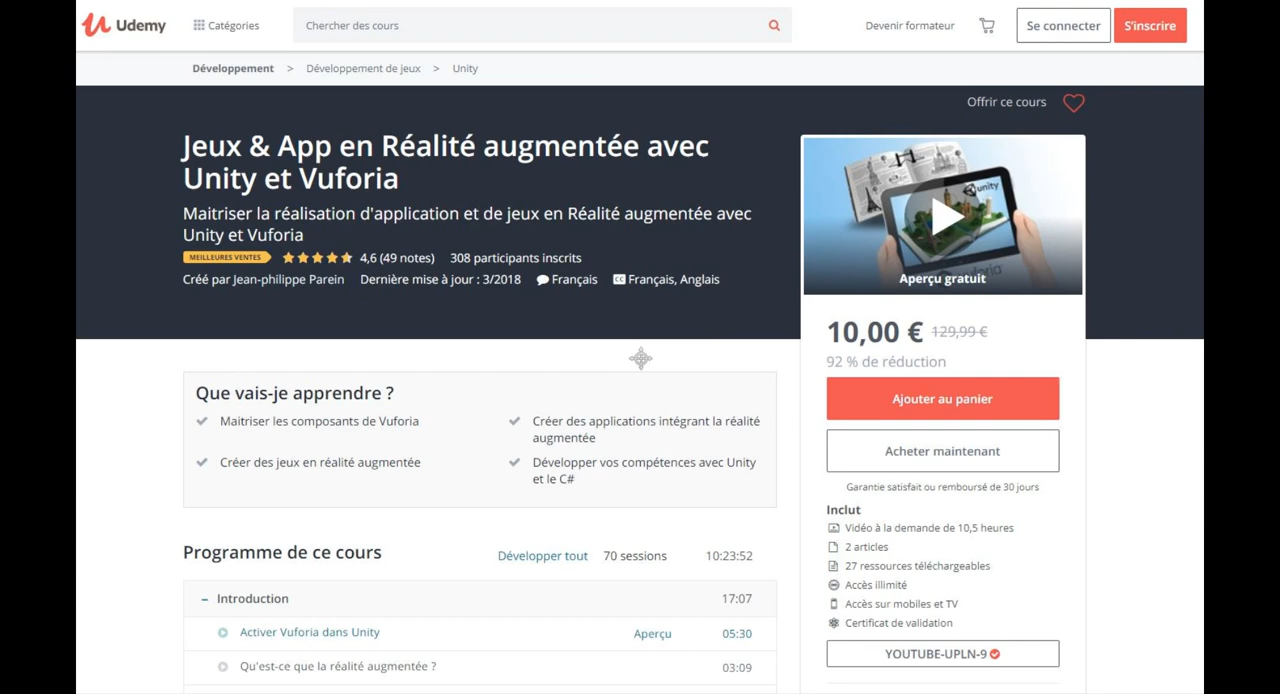 Udemy
Catégories
Chercher des cours
Devenir formateur
Se connecter
S'inscrire
Développement > Développement de jeux > Unity
Offrir ce cours
Jeux & App en Réalité augmentée avec
Unity et Vuforia
Maitriser la réalisation d'application et de jeux en Réalité augmentée avec
Unity et Vuforia
MEILLEURES VENTES 4,6 (49 notes) 308 participants inscrits
Créé par Jean-philippe Parein Dernière mise à jour : 3/2018 Français CC Français, Anglais
unity
Aperçu gratuit
10,00 € 129,99 €
92 % de réduction
Ajouter au panier
Acheter maintenant
Garantie satisfait ou remboursé de 30 jours
Inclut
Vidéo à la demande de 10,5 heures
2 articles
27 ressources téléchargeables
Accès illimité
Accès sur mobiles et TV
Certificat de validation
YOUTUBE-UPLN-9
Que vais-je apprendre ?
Maitriser les composants de Vuforia
Créer des jeux en réalité augmentée
Créer des applications intégrant la réalité
augmentée
Développer vos compétences avec Unity
et le C#
Programme de ce cours Développer tout 70 sessions 10:23:52
– Introduction 17:07
Activer Vuforia dans Unity Aperçu 05:30
Qu'est-ce que la réalité augmentée ? 03:09